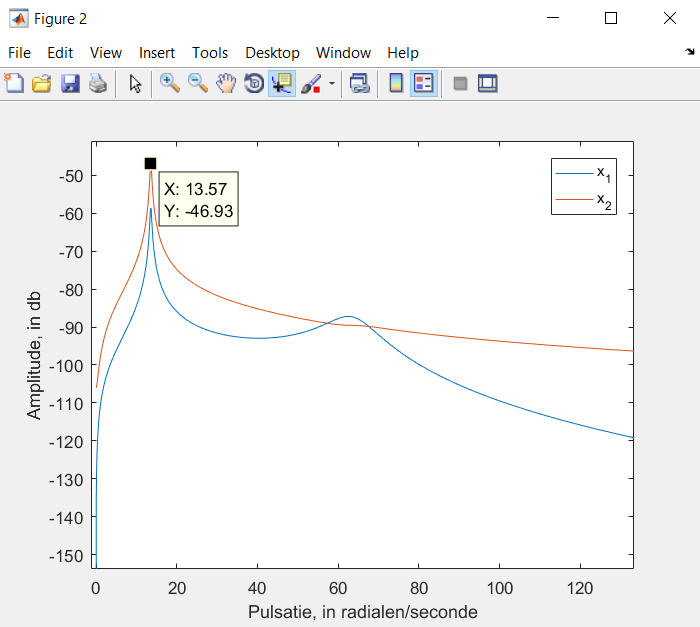 Figure 2
File Edit View Insert Tools Desktop Window Help
-50
-60
-70
-80
-90
-100
-110
-120
-130
-140
-150
Amplitude, in db
X: 13.57
Y: -46.93
x1
x2
0 20 40 60 80 100 120
Pulsatie, in radialen/seconde